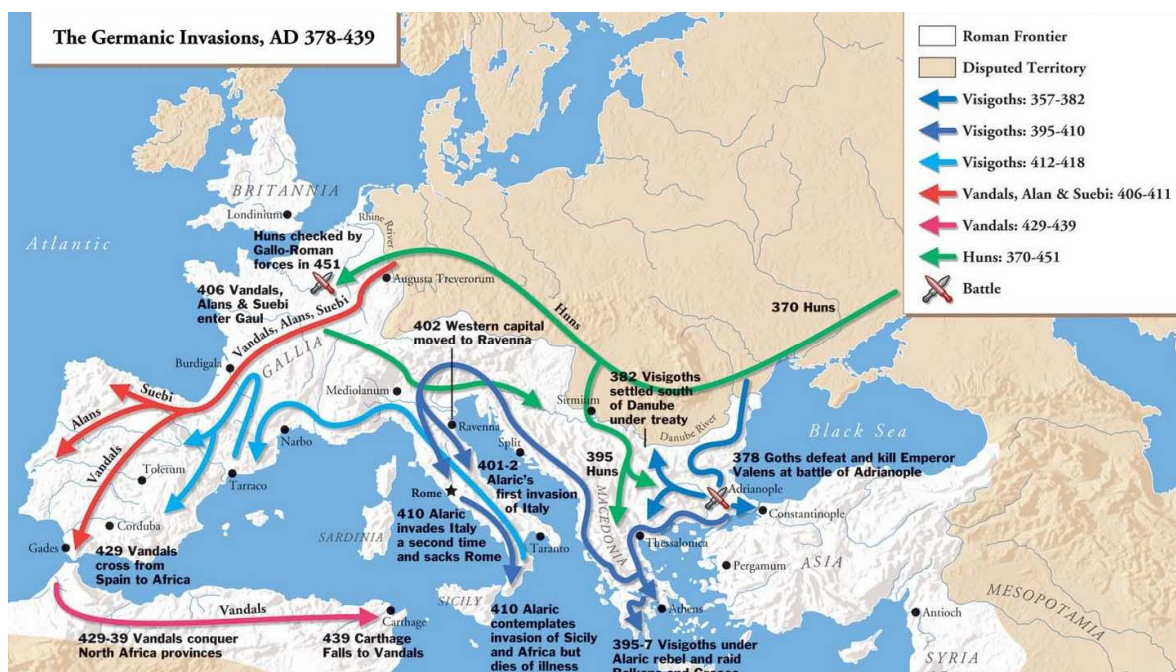 The Germanic Invasions, AD 378-439
Roman Frontier
Disputed Territory
Visigoths: 357-382
Visigoths: 395-410
Visigoths: 412-418
Vandals, Alan & Suebi: 406-411
Vandals: 429-439
Huns: 370-451
Battle
BRITANNIA
Londinium
Atlantic
Rhine
Rriver
Huns checked by
Gallo-Roman
forces in 451
Augusta Treverorum
406 Vandals,
Alans & Suebi
enter Gaul
Vandals, Alans, Suebi
Huns
370 Huns
402 Western capital
moved to Ravenna
Burdigala
GALLIA
Mediolanum
382 Visigoths
settled south
of Danube
under treaty
Sirmium
Danube River
Black Sea
Suebi
Alans
Vandals
Narbo
Ravenna
Split
395
Huns
378 Goths defeat and kill Emperor
Valens at battle of Adrianople
Adrianople
Toletum
Tarraco
401-2
Alaric's
first invasion
of Italy
Rome
MACEDONIA
Constantinople
Corduba
Gades
429 Vandals
cross from
Spain to Africa
SARDINIA
410 Alaric
invades Italy
a second time
and sacks Rome
Taranto
Thessalonica
Pergamum
ASIA
MESOPOTAMIA
Vandals
Carthage
SICILY
Athens
Antioch
SYRIA
429-39 Vandals conquer
North Africa provinces
439 Carthage
Falls to Vandals
410 Alaric
contemplates
invasion of Sicily
and Africa but
dies of illness
395-7 Visigoths under
Alaric rebel and raid
Balkans and Greece